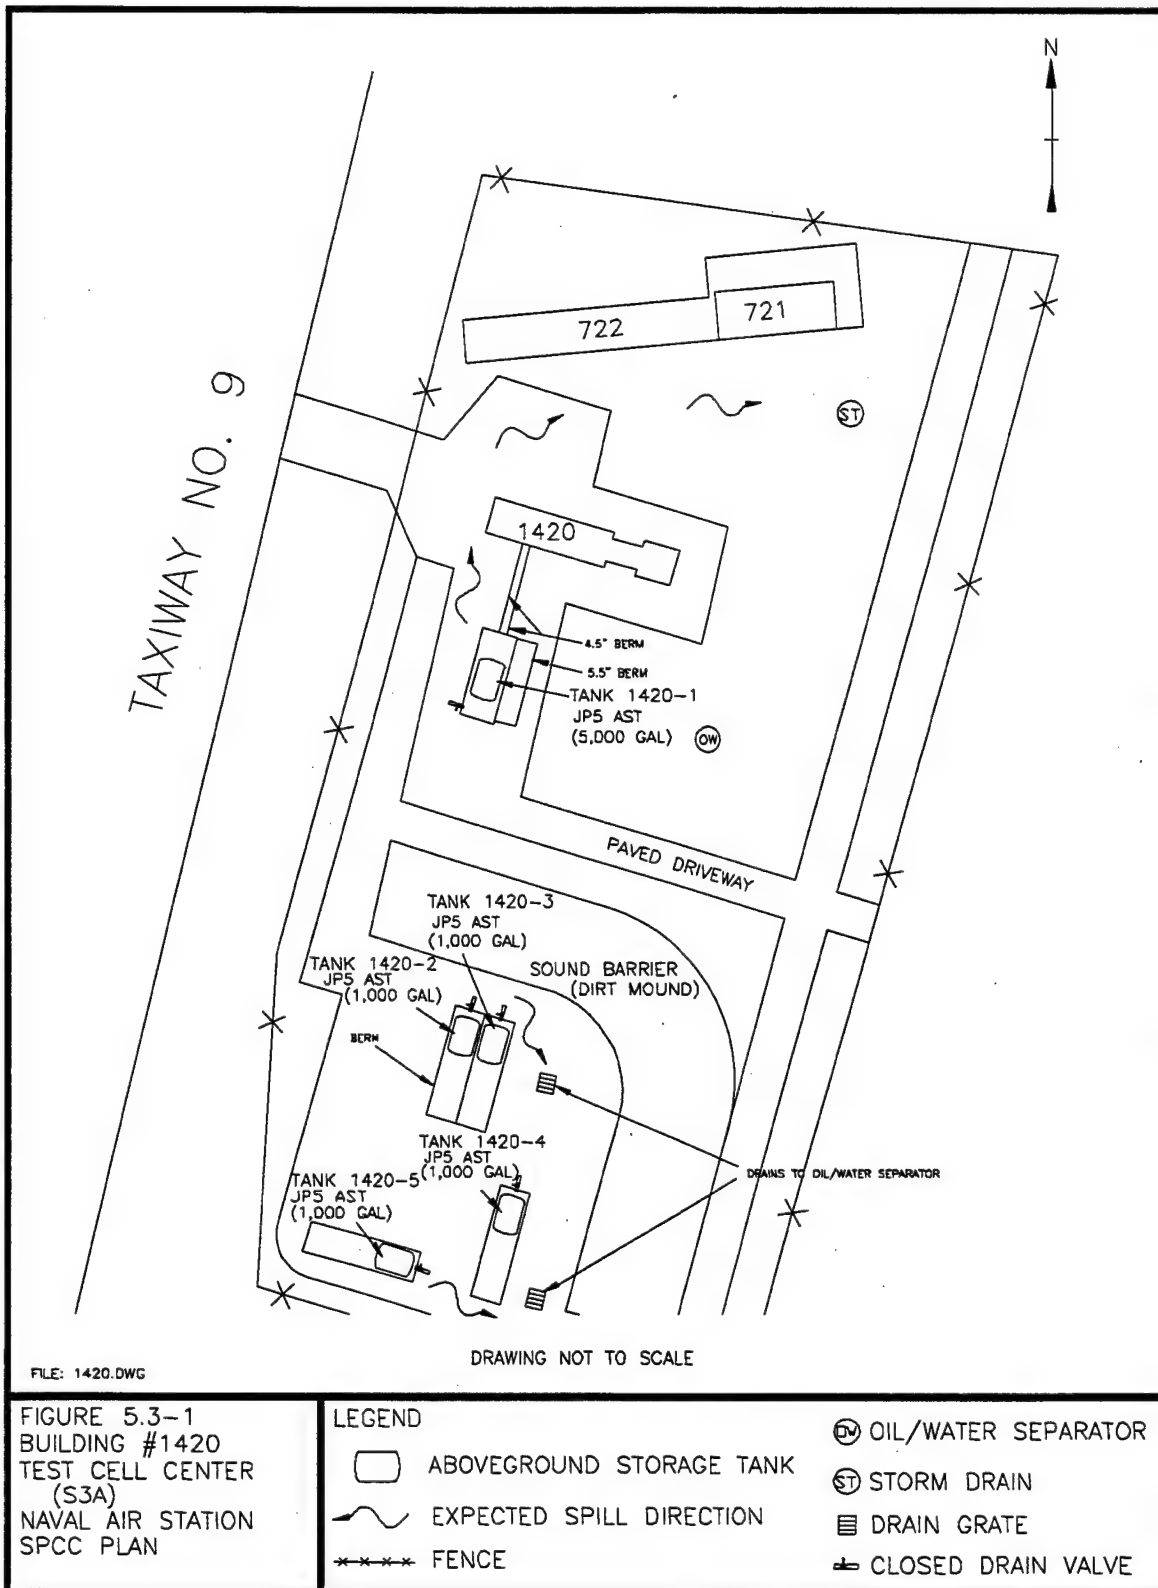 N
722
721
ST
TAXIWAY NO. 9
1420
4.5" BERM
5.5" BERM
TANK 1420-1
JP5 AST
(5,000 GAL)
OW
PAVED DRIVEWAY
TANK 1420-3
JP5 AST
(1,000 GAL)
TANK 1420-2
JP5 AST
(1,000 GAL)
SOUND BARRIER
(DIRT MOUND)
BERM
TANK 1420-4
JP5 AST
(1,000 GAL)
TANK 1420-5
JP5 AST
(1,000 GAL)
DRAINS TO OIL/WATER SEPARATOR
DRAWING NOT TO SCALE
FILE: 1420.DWG
FIGURE 5.3-1
BUILDING #1420
TEST CELL CENTER
(S3A)
NAVAL AIR STATION
SPCC PLAN
LEGEND
ABOVEGROUND STORAGE TANK
EXPECTED SPILL DIRECTION
FENCE
OW OIL/WATER SEPARATOR
ST STORM DRAIN
DRAIN GRATE
CLOSED DRAIN VALVE